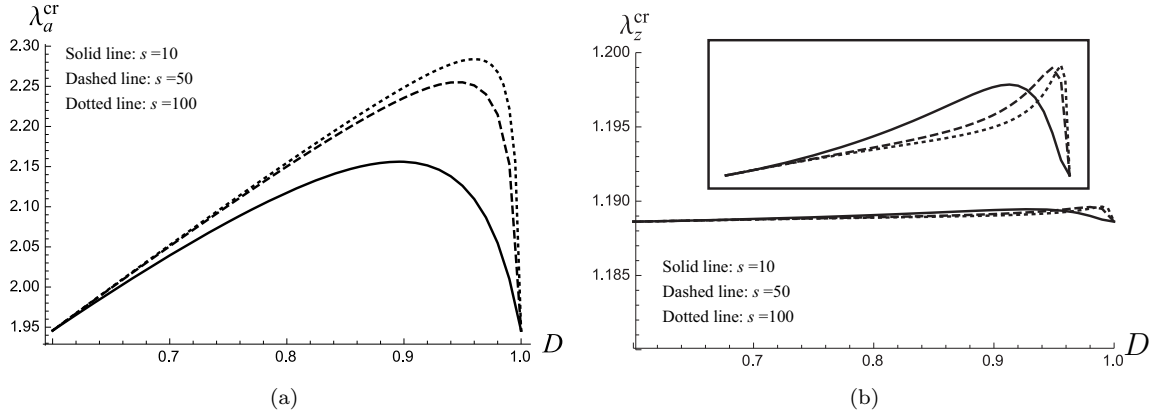 λ_a^cr
2.30
2.25
2.20
2.15
2.10
2.05
2.00
1.95
Solid line: s =10
Dashed line: s =50
Dotted line: s =100
0.7 0.8 0.9 1.0 D
(a)
λ_z^cr
1.200
1.195
1.190
1.185
Solid line: s =10
Dashed line: s =50
Dotted line: s =100
0.7 0.8 0.9 1.0 D
(b)